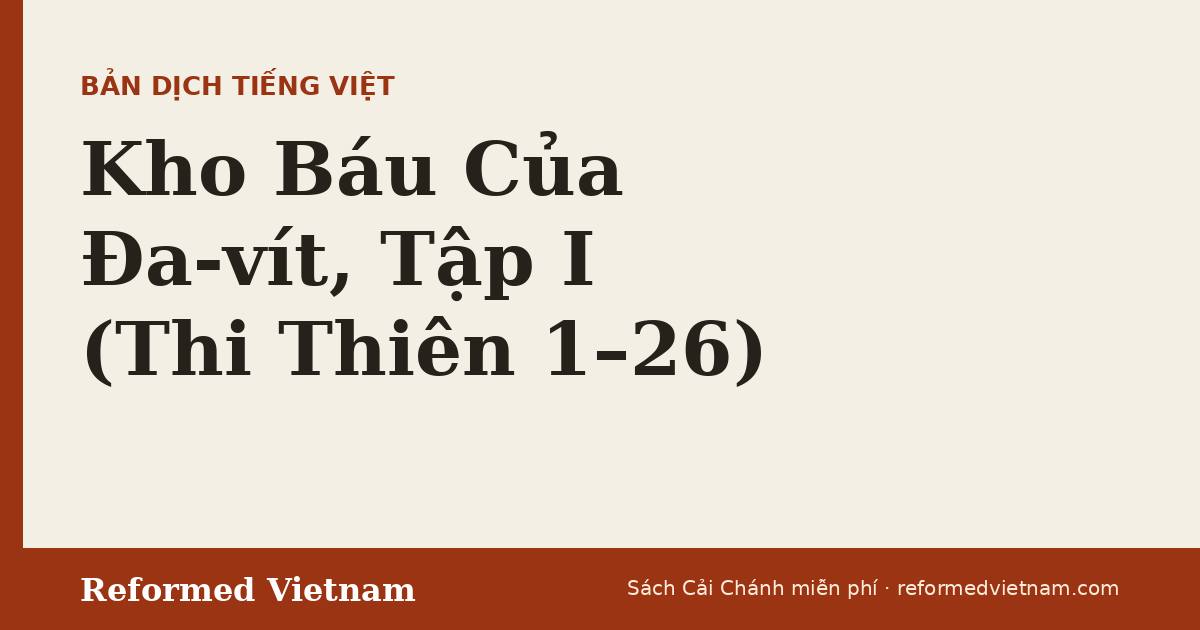 BẢN DỊCH TIẾNG VIỆT
Kho Báu Của
Đa-vít, Tập I
(Thi Thiên 1–26)
Reformed Vietnam
Sách Cải Chánh miễn phí · reformedvietnam.com